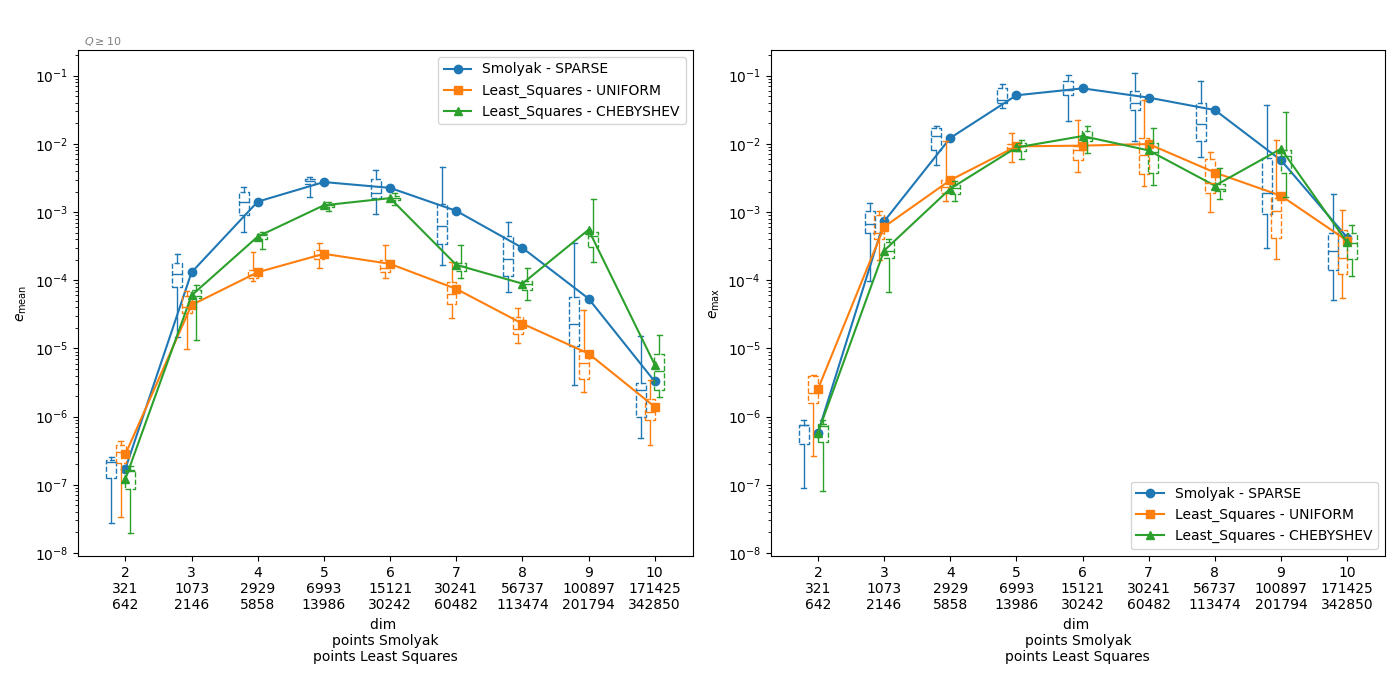 Q ≥ 10
Smolyak - SPARSE
Least_Squares - UNIFORM
Least_Squares - CHEBYSHEV
10⁻¹
10⁻²
10⁻³
10⁻⁴
10⁻⁵
10⁻⁶
10⁻⁷
10⁻⁸
e_mean
2 3 4 5 6 7 8 9 10
321 1073 2929 6993 15121 30241 56737 100897 171425
642 2146 5858 13986 30242 60482 113474 201794 342850
dim
points Smolyak
points Least Squares
10⁻¹
10⁻²
10⁻³
10⁻⁴
10⁻⁵
10⁻⁶
10⁻⁷
10⁻⁸
e_max
Smolyak - SPARSE
Least_Squares - UNIFORM
Least_Squares - CHEBYSHEV
2 3 4 5 6 7 8 9 10
321 1073 2929 6993 15121 30241 56737 100897 171425
642 2146 5858 13986 30242 60482 113474 201794 342850
dim
points Smolyak
points Least Squares